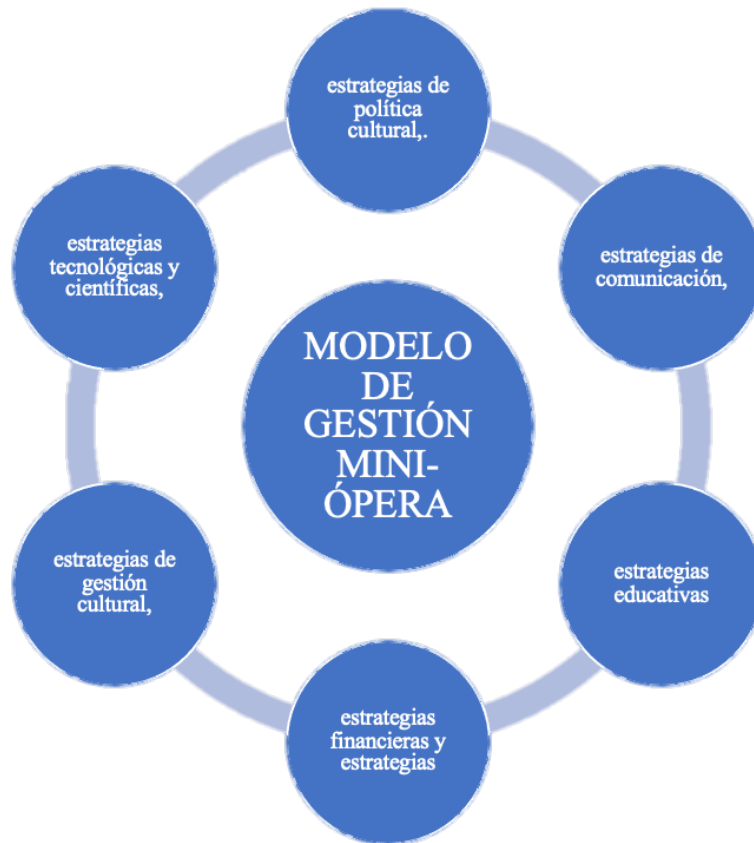 estrategias de
política
cultural,.
estrategias
tecnológicas y
científicas,
estrategias de
comunicación,
MODELO
DE
GESTIÓN
MINI-
ÓPERA
estrategias de
gestión
cultural,
estrategias
educativas
estrategias
financieras y
estrategias